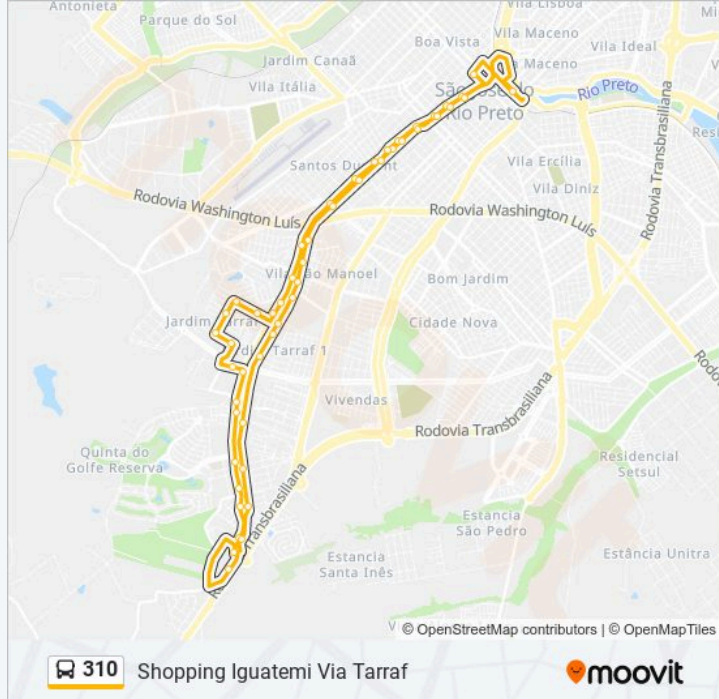 Antonieta
Vila Lisboa
Parque do Sol
Boa Vista
Vila Maceno
Vila Ideal
Jardim Canaã
Maceno
Vila Itália
São José do
Rio Preto
Rio Preto
Santos Dumont
Vila Ercília
Vila Diniz
Rodovia Transbrasiliana
Rodovia Washington Luís
Rodovia Washington Luís
Vila São Manoel
Bom Jardim
Jardim Tarraf
Cidade Nova
Tarraf 1
Vivendas
Rodovia Transbrasiliana
Quinta do
Golfe Reserva
Residencial
Setsul
Transbrasiliana
Estancia
São Pedro
Estancia
Santa Inês
Estância Unitra
© OpenStreetMap contributors | © OpenMapTiles
310 Shopping Iguatemi Via Tarraf
moovit